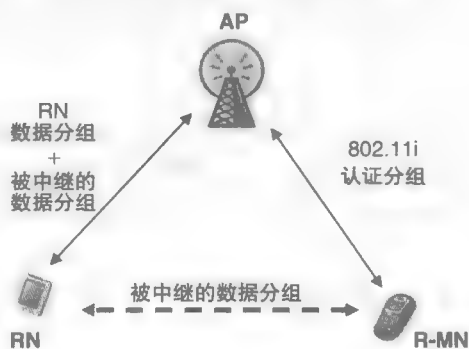 AP
RN
数据分组
+
被中继的
数据分组
802.11i
认证分组
被中继的数据分组
RN
R-MN